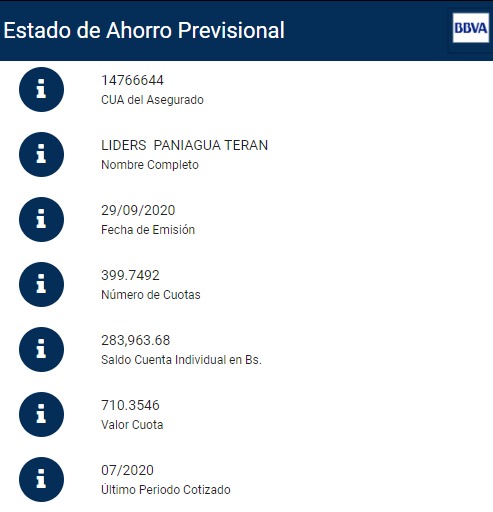 Estado de Ahorro Previsional
BBVA
14766644
CUA del Asegurado
LIDERS PANIAGUA TERAN
Nombre Completo
29/09/2020
Fecha de Emisión
399.7492
Número de Cuotas
283,963.68
Saldo Cuenta Individual en Bs.
710.3546
Valor Cuota
07/2020
Último Periodo Cotizado